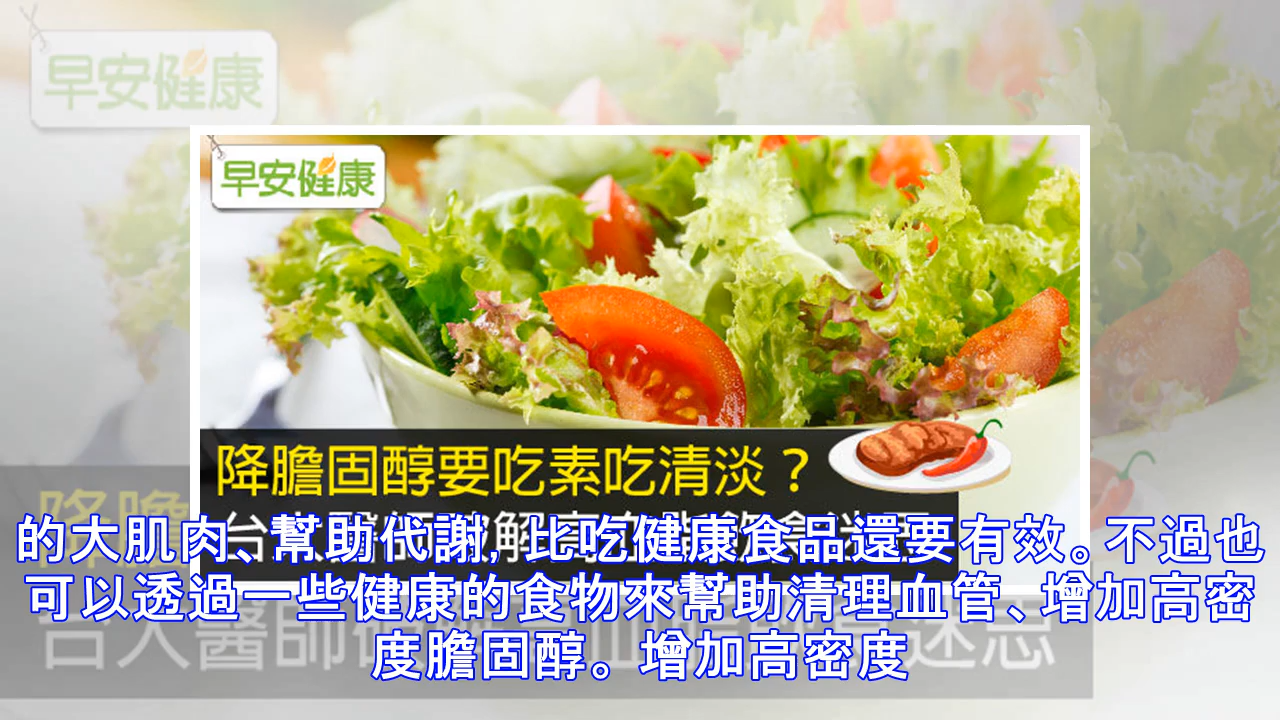 早安健康
早安健康
降膽固醇要吃素吃清淡？
的大肌肉、幫助代謝，比吃健康食品還要有效。不過也
可以透過一些健康的食物來幫助清理血管、增加高密
度膽固醇。增加高密度